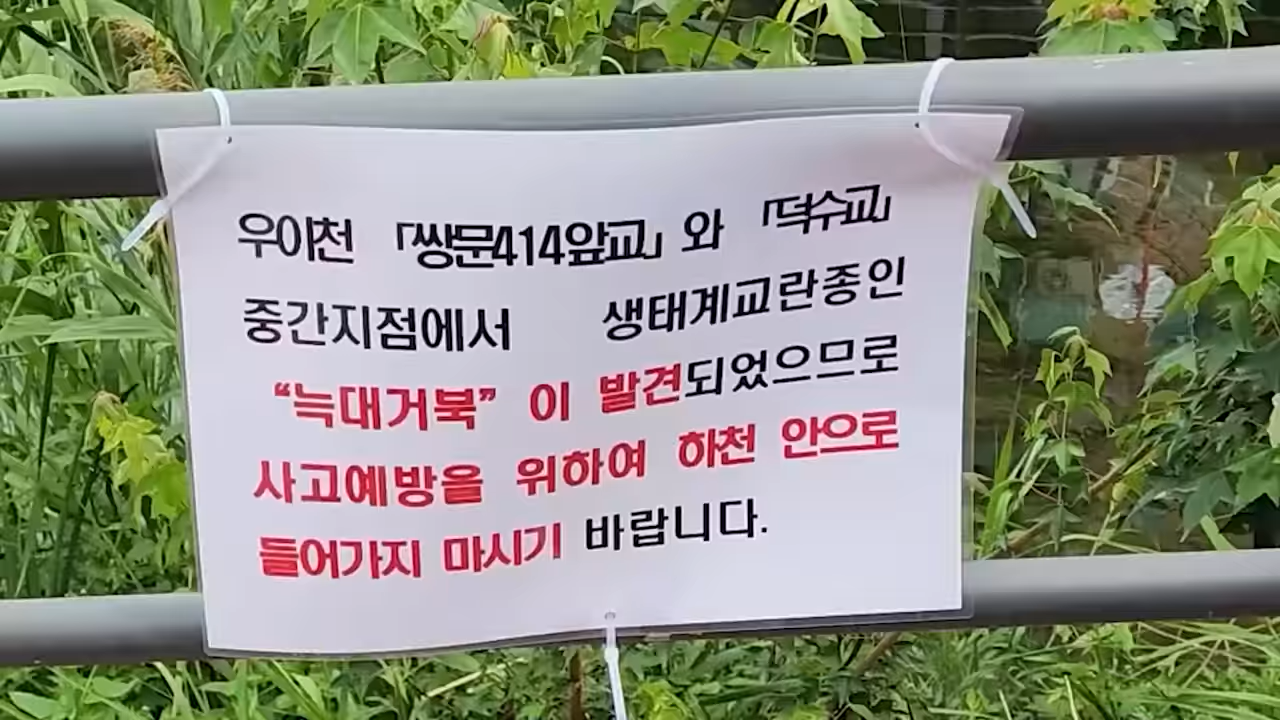 우이천 「쌍문414앞교」 와 「덕수교」
중간지점에서 생태계교란종인
“늑대거북” 이 발견되었으므로
사고예방을 위하여 하천 안으로
들어가지 마시기 바랍니다.